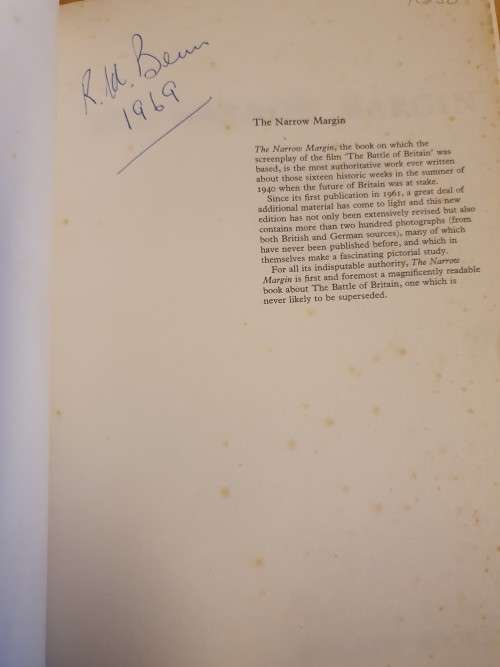 R. M. Benn
1969
The Narrow Margin
The Narrow Margin, the book on which the
screenplay of the film 'The Battle of Britain' was
based, is the most authoritative work ever written
about those sixteen historic weeks in the summer of
1940 when the future of Britain was at stake.
Since its first publication in 1961, a great deal of
additional material has come to light and this new
edition has not only been extensively revised but also
contains more than two hundred photographs (from
both British and German sources), many of which
have never been published before, and which in
themselves make a fascinating pictorial study.
For all its indisputable authority, The Narrow
Margin is first and foremost a magnificently readable
book about The Battle of Britain, one which is
never likely to be superseded.